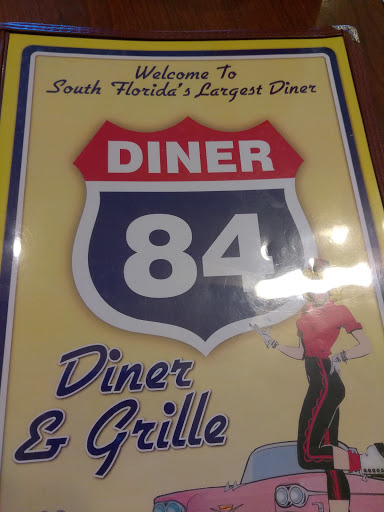 Welcome To
South Florida's Largest Diner
DINER
84
Diner
& Grille